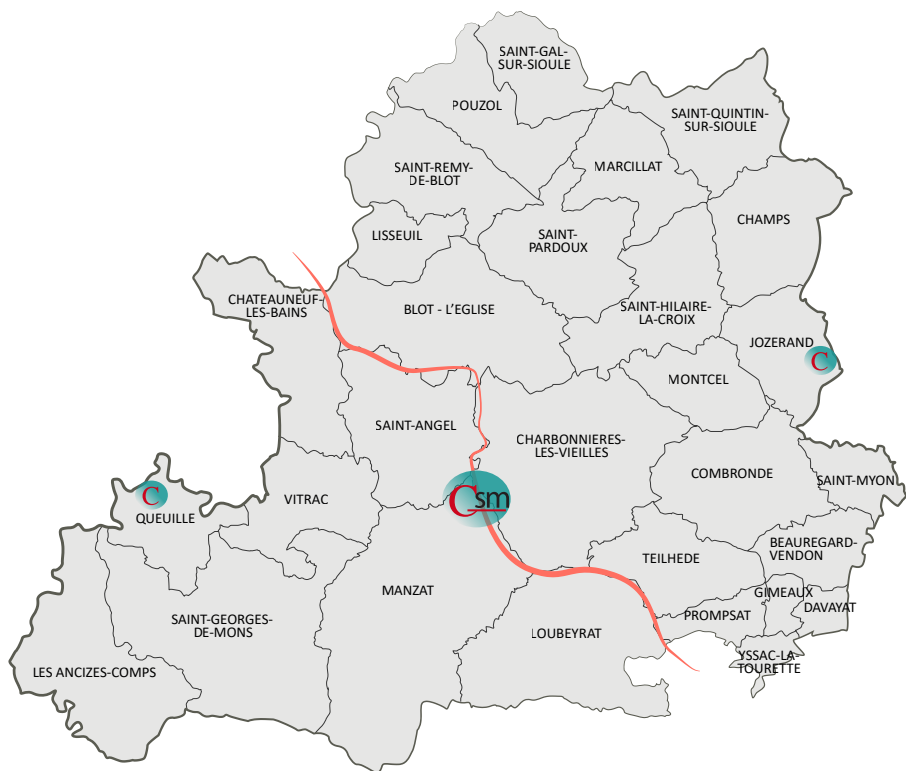 SAINT-GAL-
SUR-SIOULE
POUZOL
SAINT-QUINTIN-
SUR-SIOULE
SAINT-REMY-
DE-BLOT
MARCILLAT
CHAMPS
LISSEUIL
SAINT-
PARDOUX
CHATEAUNEUF-
LES-BAINS
BLOT - L'EGLISE
SAINT-HILAIRE-
LA-CROIX
JOZERAND
C
MONTCEL
SAINT-ANGEL
CHARBONNIERES-
LES-VIEILLES
COMBRONDE
SAINT-MYON
C
QUEUILLE
VITRAC
Csm
BEAUREGARD-
VENDON
TEILHEDE
MANZAT
GIMEAUX
DAVAYAT
PROMPSAT
SAINT-GEORGES-
DE-MONS
LOUBEYRAT
YSSAC-LA-
TOURETTE
LES ANCIZES-COMPS